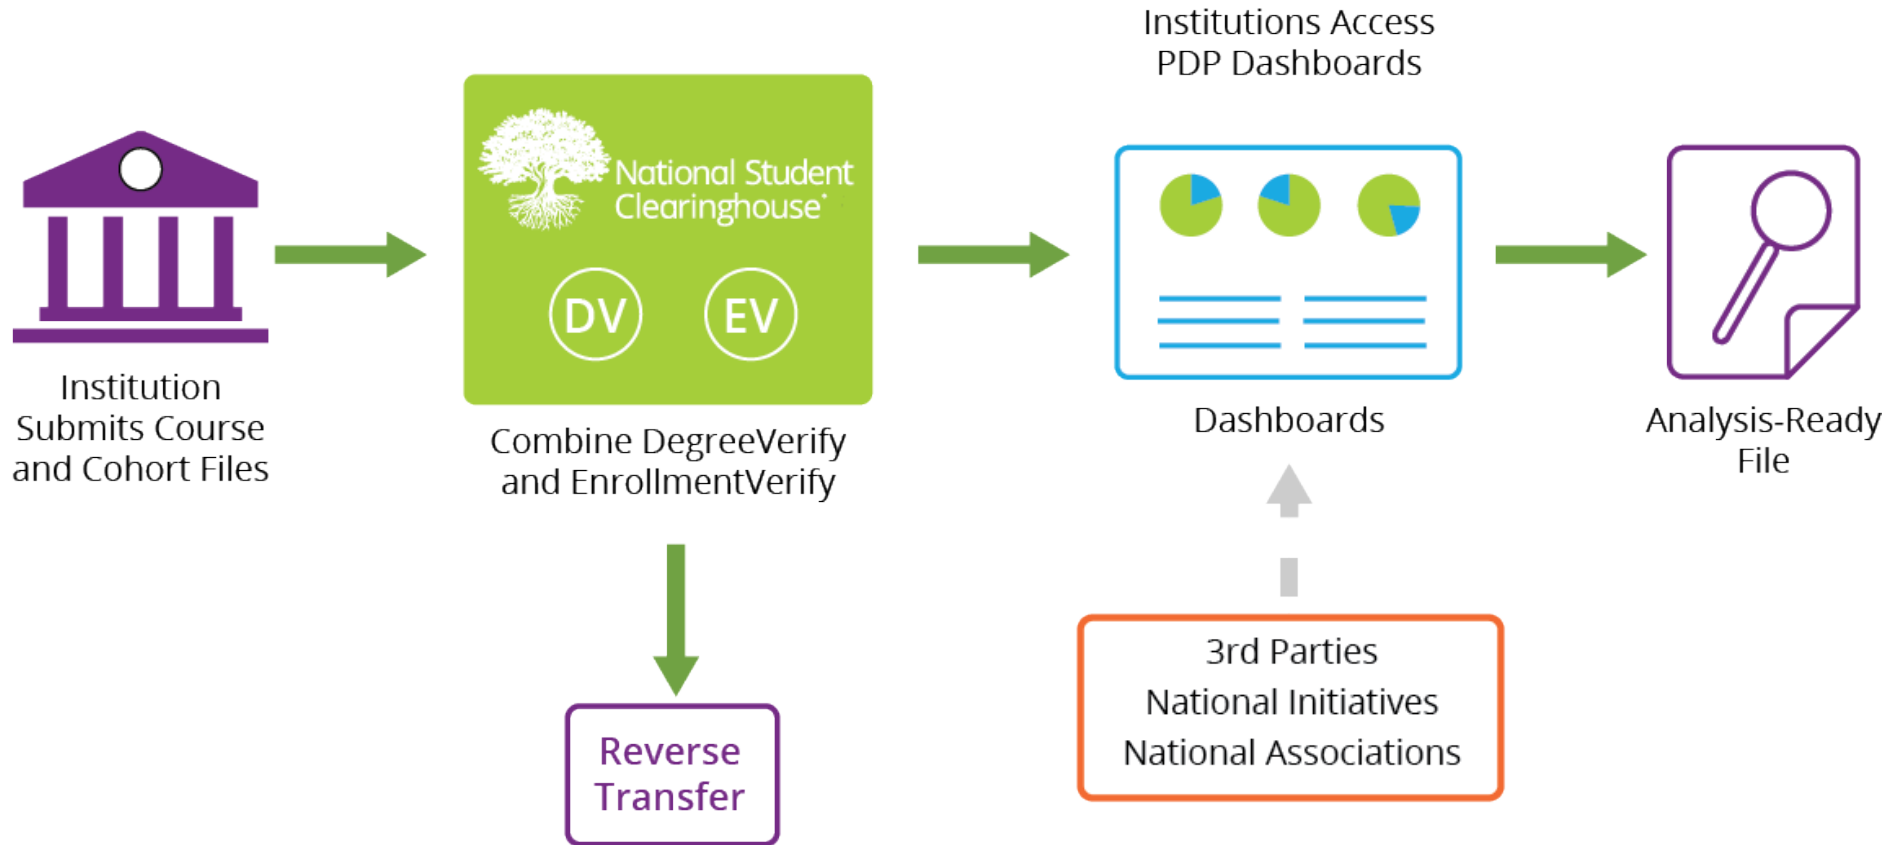 Institution
Submits Course
and Cohort Files
National Student
Clearinghouse
DV
EV
Combine DegreeVerify
and EnrollmentVerify
Reverse
Transfer
Institutions Access
PDP Dashboards
Dashboards
3rd Parties
National Initiatives
National Associations
Analysis-Ready
File